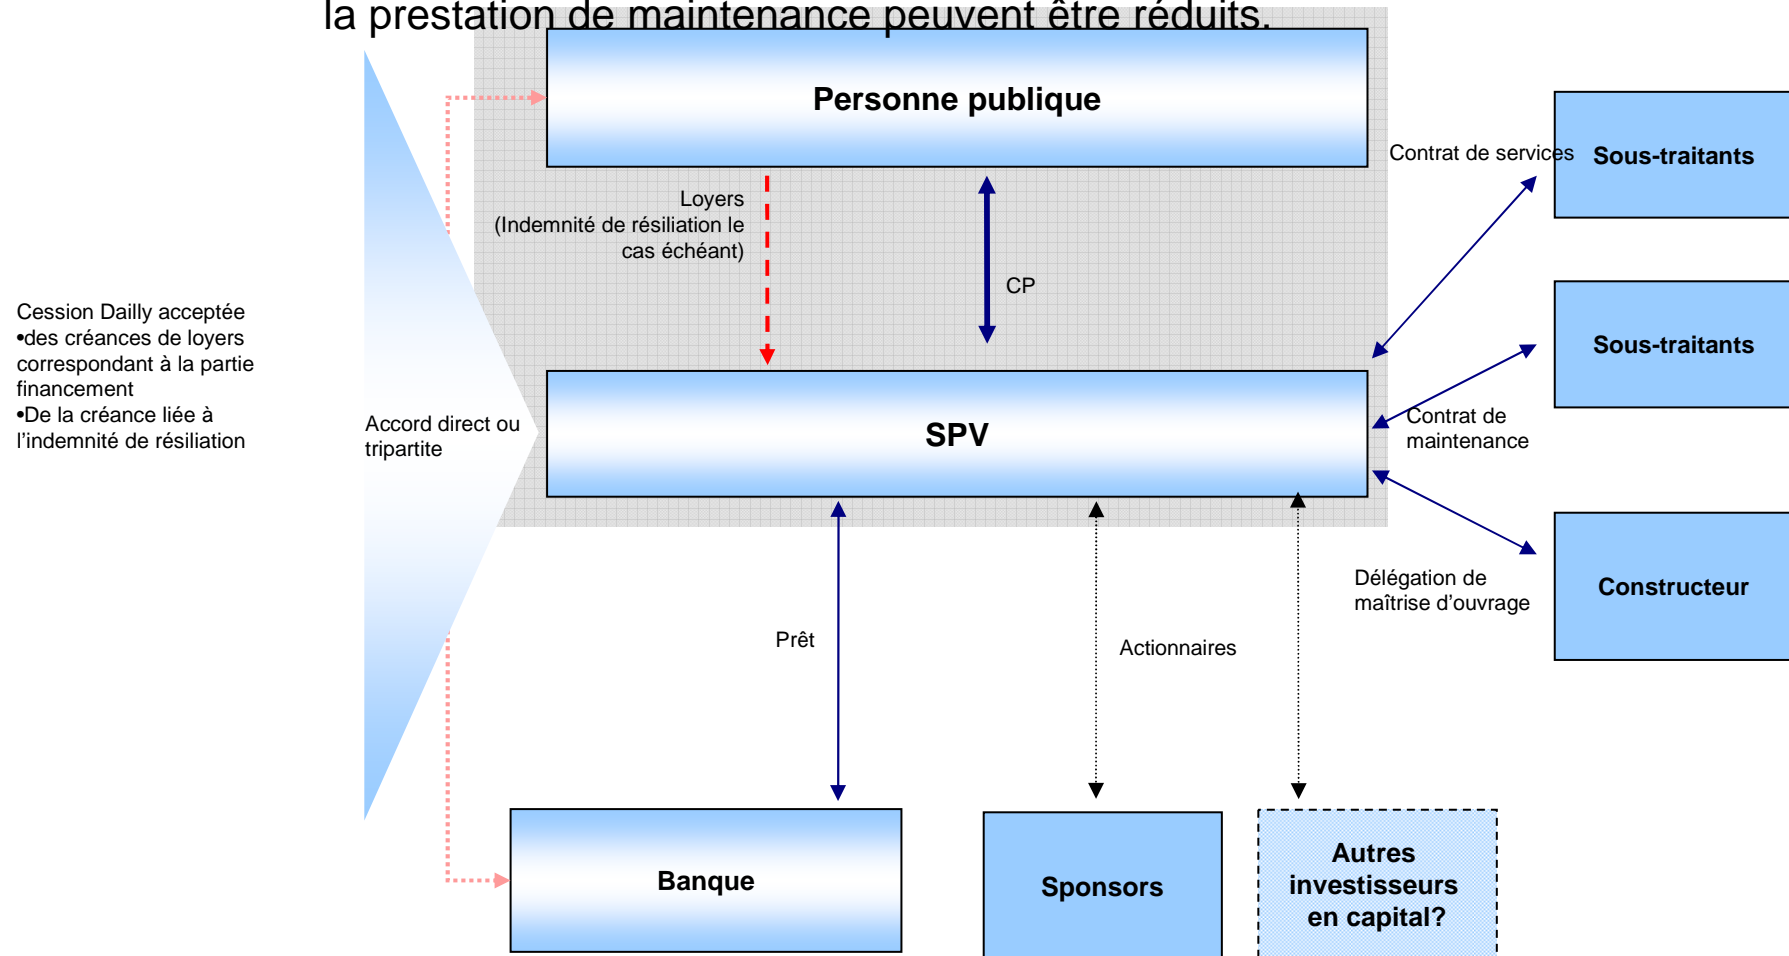 la prestation de maintenance peuvent être réduits.
Personne publique
Contrat de services
Sous-traitants
Loyers
(Indemnité de résiliation le
cas échéant)
CP
Cession Dailly acceptée
•des créances de loyers
correspondant à la partie
financement
•De la créance liée à
l’indemnité de résiliation
Accord direct ou
tripartite
SPV
Sous-traitants
Contrat de
maintenance
Délégation de
maîtrise d’ouvrage
Constructeur
Prêt
Actionnaires
Banque
Sponsors
Autres
investisseurs
en capital?